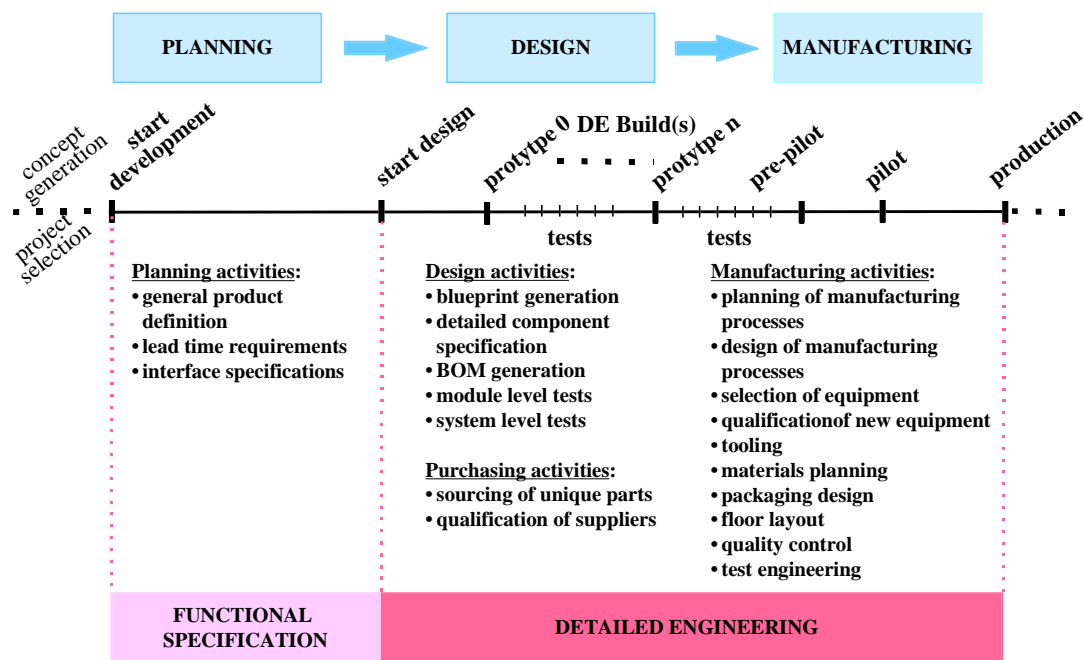 PLANNING
DESIGN
MANUFACTURING
concept
generation
project
selection
start
development
start design
protytpe 0
DE Build(s)
protytpe n
pre-pilot
pilot
production
tests
tests
Planning activities:
• general product
definition
• lead time requirements
• interface specifications
Design activities:
• blueprint generation
• detailed component
specification
• BOM generation
• module level tests
• system level tests
Purchasing activities:
• sourcing of unique parts
• qualification of suppliers
Manufacturing activities:
• planning of manufacturing
processes
• design of manufacturing
processes
• selection of equipment
• qualificationof new equipment
• tooling
• materials planning
• packaging design
• floor layout
• quality control
• test engineering
FUNCTIONAL
SPECIFICATION
DETAILED ENGINEERING